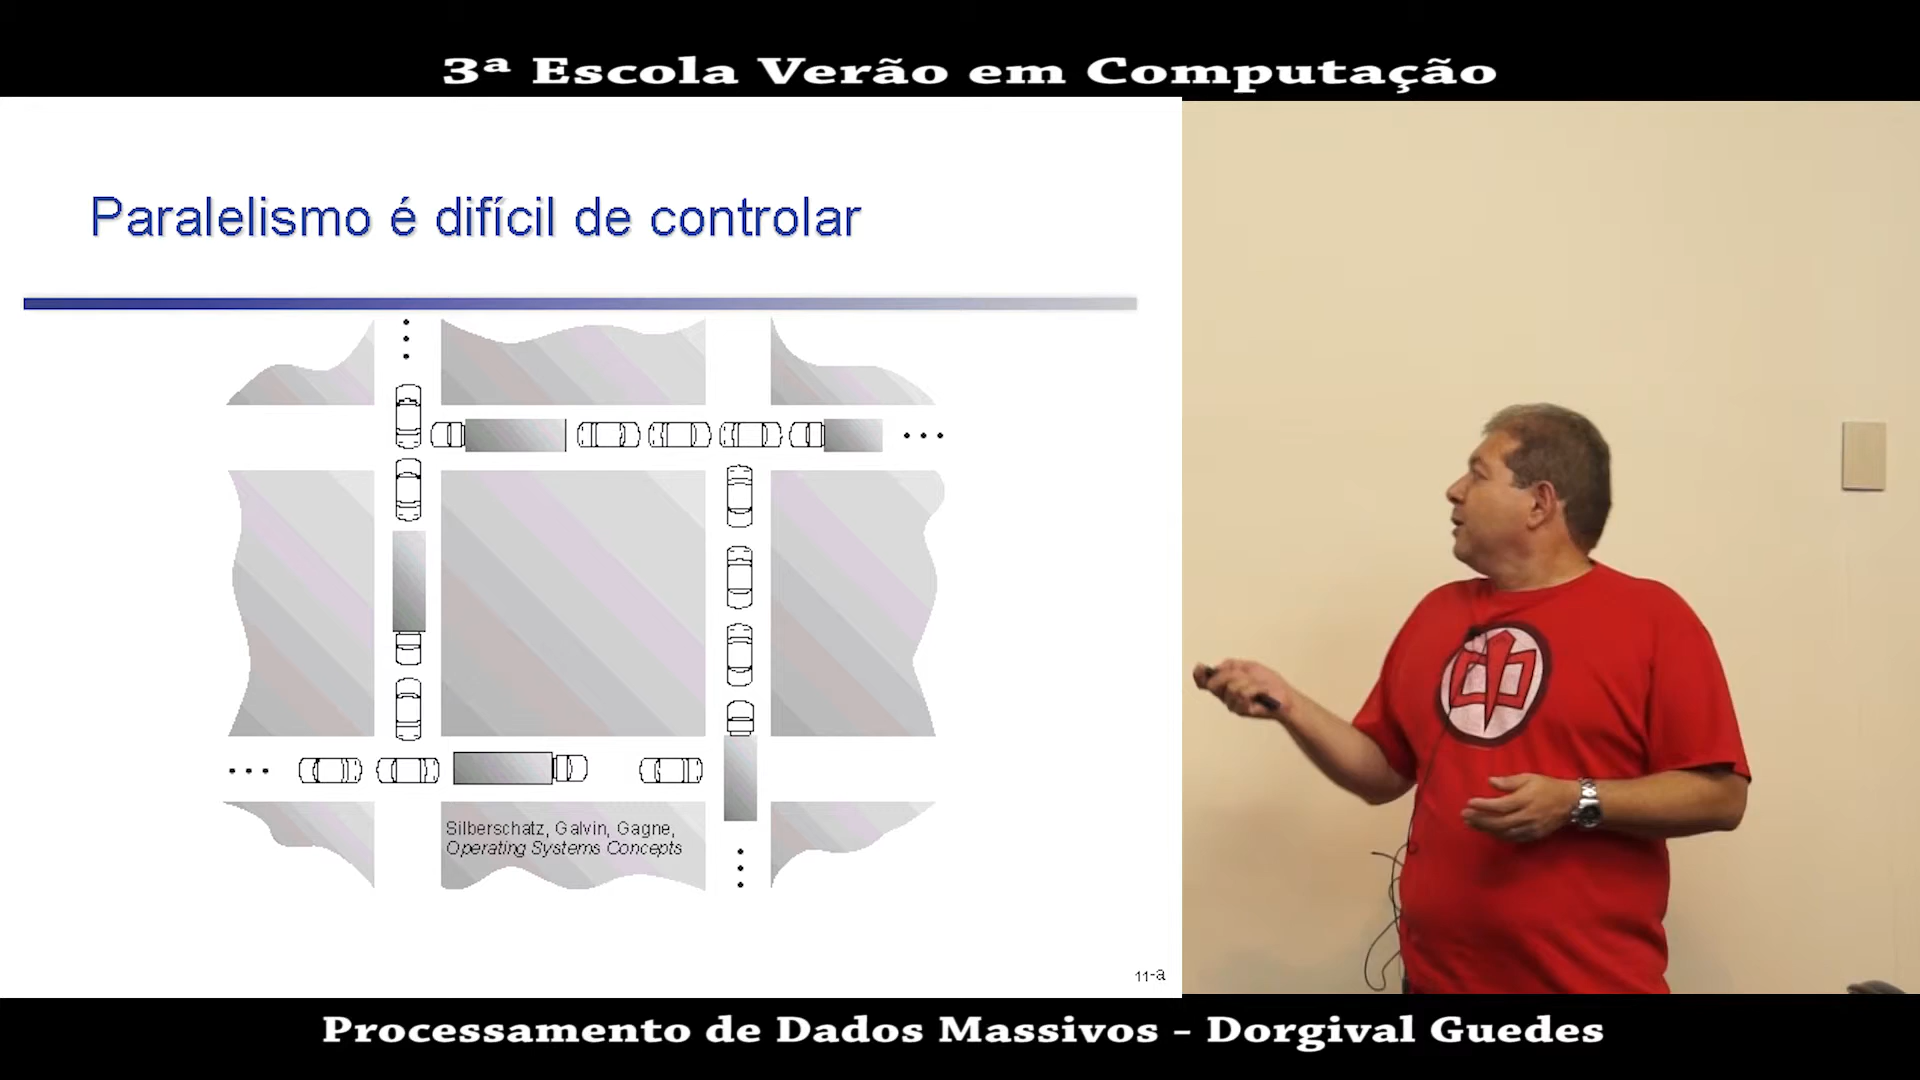 3ª Escola Verão em Computação
Paralelismo é difícil de controlar
Silberschatz, Galvin, Gagne,
Operating Systems Concepts
11-a
Processamento de Dados Massivos – Dorgival Guedes